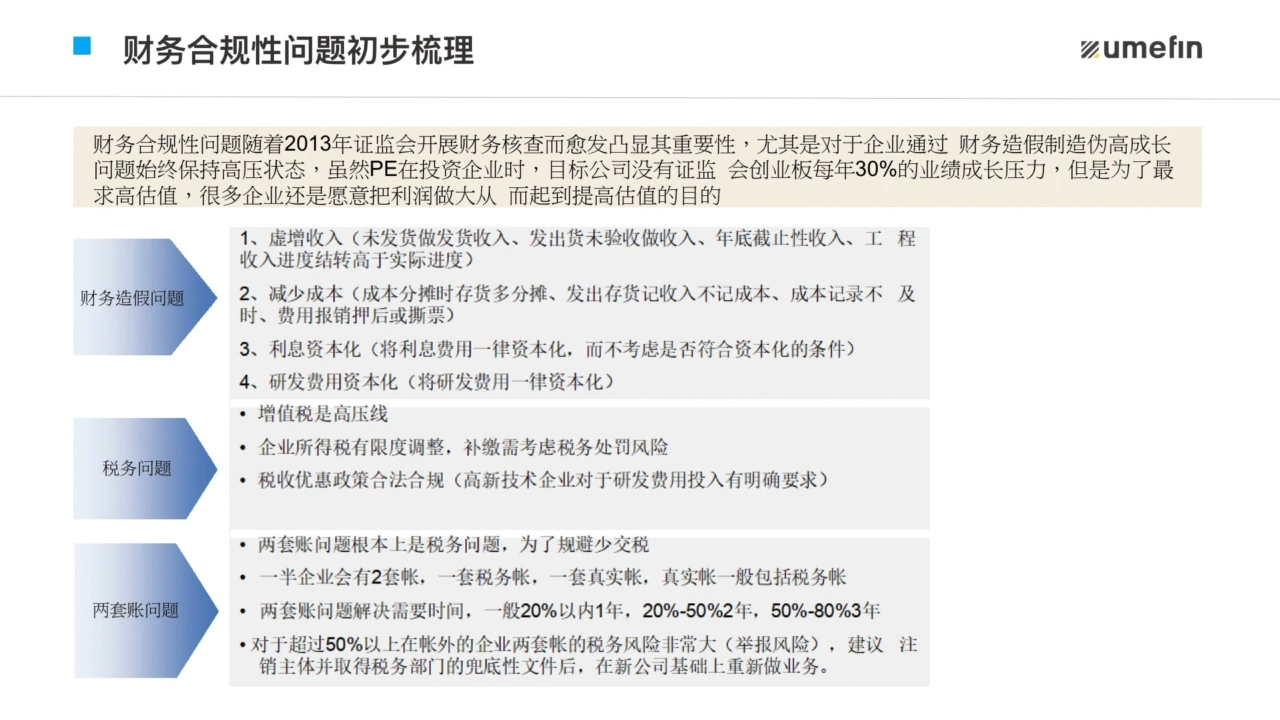 财务合规性问题初步梳理
umefin
财务合规性问题随着2013年证监会开展财务核查而愈发凸显其重要性，尤其是对于企业通过 财务造假制造伪高成长
问题始终保持高压状态，虽然PE在投资企业时，目标公司没有证监 会创业板每年30%的业绩成长压力，但是为了最
求高估值，很多企业还是愿意把利润做大从 而起到提高估值的目的
财务造假问题
1、虚增收入（未发货做发货收入、发出货未验收做收入、年底截止性收入、工 程
收入进度结转高于实际进度）
2、减少成本（成本分摊时存货多分摊、发出存货记收入不记成本、成本记录不 及
时、费用报销押后或撕票）
3、利息资本化（将利息费用一律资本化，而不考虑是否符合资本化的条件）
4、研发费用资本化（将研发费用一律资本化）
税务问题
• 增值税是高压线
• 企业所得税有限度调整，补缴需考虑税务处罚风险
• 税收优惠政策合法合规（高新技术企业对于研发费用投入有明确要求）
两套账问题
• 两套账问题根本上是税务问题，为了规避少交税
• 一半企业会有2套帐，一套税务帐，一套真实帐，真实帐一般包括税务帐
• 两套账问题解决需要时间，一般20%以内1年，20%-50%2年，50%-80%3年
• 对于超过50%以上在帐外的企业两套帐的税务风险非常大（举报风险），建议 注
销主体并取得税务部门的兜底性文件后，在新公司基础上重新做业务。